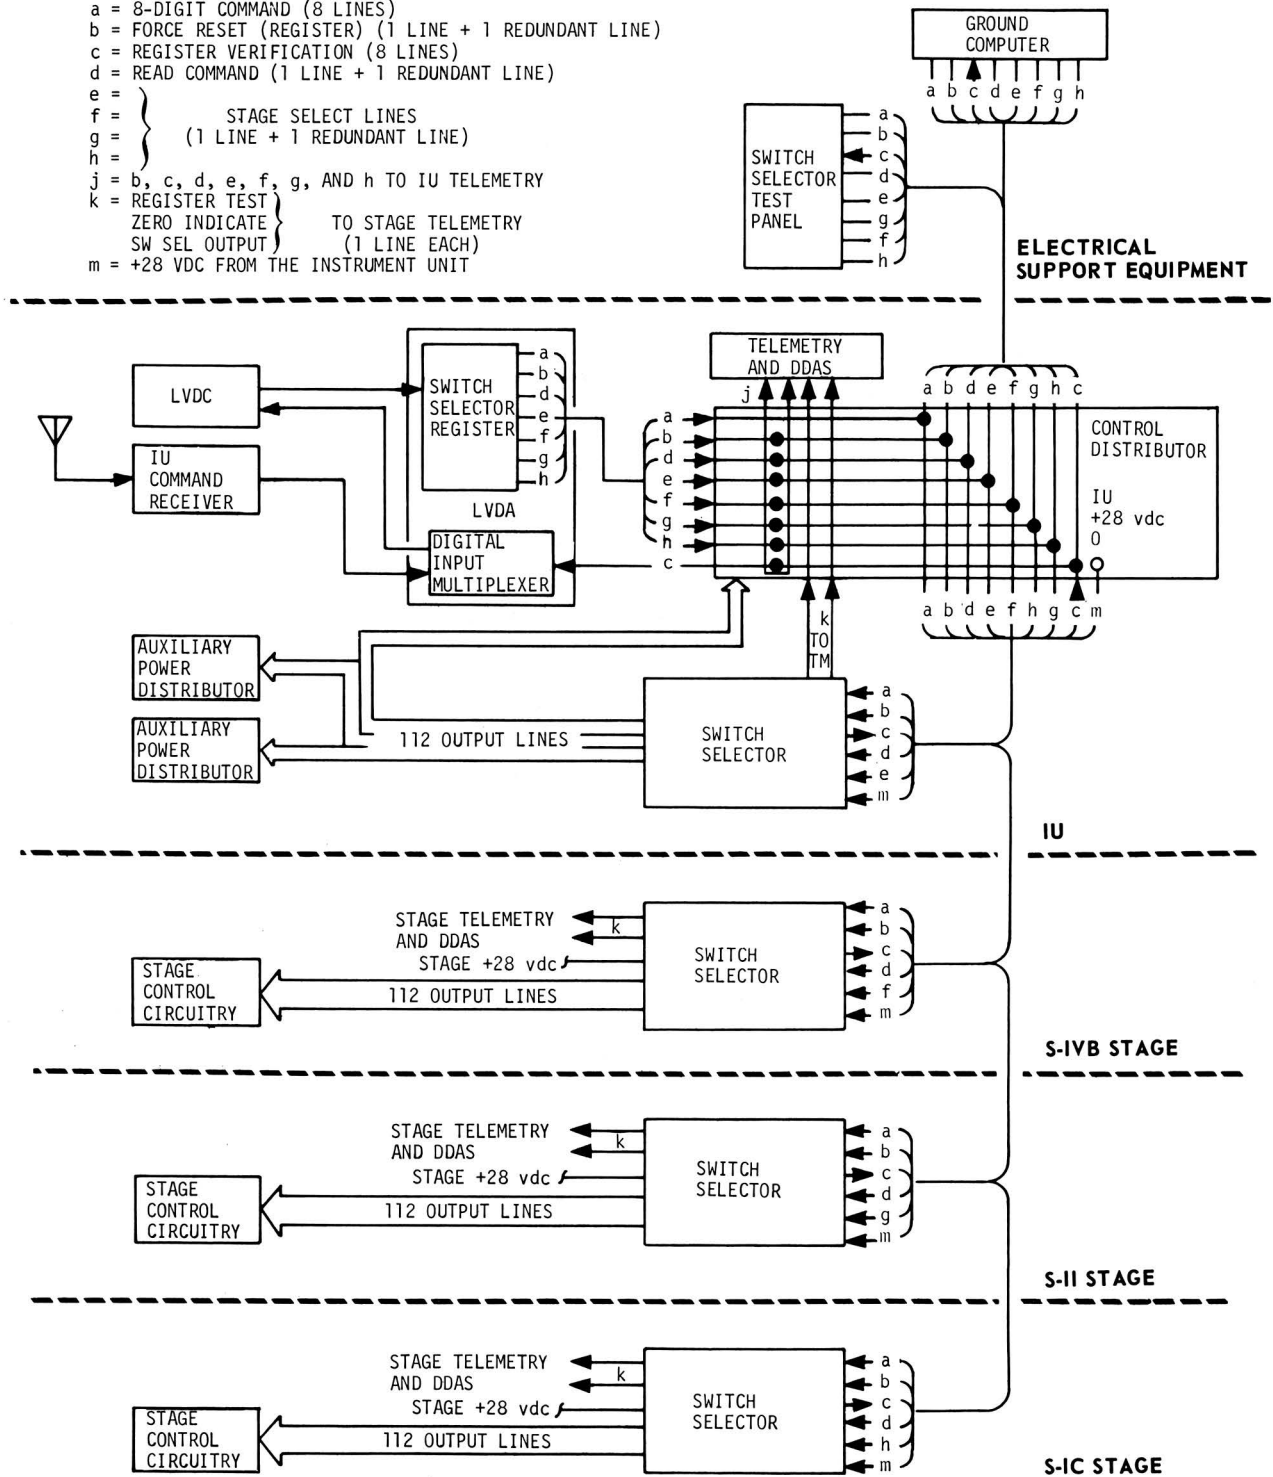 a = 8-DIGIT COMMAND (8 LINES)
b = FORCE RESET (REGISTER) (1 LINE + 1 REDUNDANT LINE)
c = REGISTER VERIFICATION (8 LINES)
d = READ COMMAND (1 LINE + 1 REDUNDANT LINE)
e =
f = STAGE SELECT LINES
g = (1 LINE + 1 REDUNDANT LINE)
h =
j = b, c, d, e, f, g, AND h TO IU TELEMETRY
k = REGISTER TEST
ZERO INDICATE TO STAGE TELEMETRY
SW SEL OUTPUT (1 LINE EACH)
m = +28 VDC FROM THE INSTRUMENT UNIT
GROUND
COMPUTER
a b c d e f g h
SWITCH
SELECTOR
TEST
PANEL
a
b
c
d
e
g
f
h
ELECTRICAL
SUPPORT EQUIPMENT
LVDC
IU
COMMAND
RECEIVER
SWITCH
SELECTOR
REGISTER
a
b
d
e
f
g
h
LVDA
DIGITAL
INPUT
MULTIPLEXER
TELEMETRY
AND DDAS
j
a
b
d
e
f
g
h
c
a b d e f g h c
CONTROL
DISTRIBUTOR
IU
+28 vdc
O
a b d e f h g c m
k
TO
TM
AUXILIARY
POWER
DISTRIBUTOR
AUXILIARY
POWER
DISTRIBUTOR
112 OUTPUT LINES
SWITCH
SELECTOR
a
b
c
d
e
m
IU
STAGE TELEMETRY
AND DDAS
k
STAGE +28 vdc
112 OUTPUT LINES
STAGE
CONTROL
CIRCUITRY
SWITCH
SELECTOR
a
b
c
d
f
m
S-IVB STAGE
STAGE TELEMETRY
AND DDAS
k
STAGE +28 vdc
112 OUTPUT LINES
STAGE
CONTROL
CIRCUITRY
SWITCH
SELECTOR
a
b
c
d
g
m
S-II STAGE
STAGE TELEMETRY
AND DDAS
k
STAGE +28 vdc
112 OUTPUT LINES
STAGE
CONTROL
CIRCUITRY
SWITCH
SELECTOR
a
b
c
d
h
m
S-IC STAGE